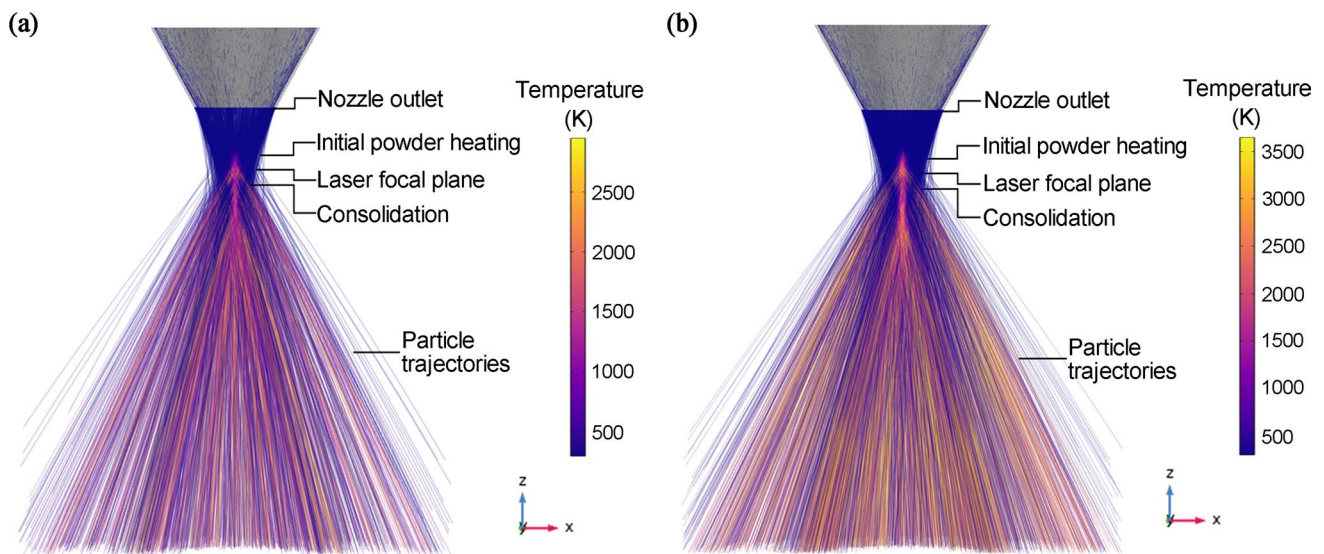 (a)
Nozzle outlet
Initial powder heating
Laser focal plane
Consolidation
Particle
trajectories
Temperature
(K)
2500
2000
1500
1000
500
z
y
x
(b)
Nozzle outlet
Initial powder heating
Laser focal plane
Consolidation
Particle
trajectories
Temperature
(K)
3500
3000
2500
2000
1500
1000
500
z
y
x